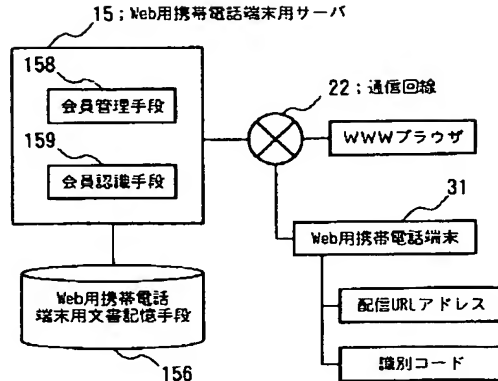 15；Web用携帯電話端末用サーバ
158
会員管理手段
159
会員認識手段
22；通信回線
WWWブラウザ
31
Web用携帯電話端末
Web用携帯電話
端末用文書記憶手段
156
配信URLアドレス
識別コード